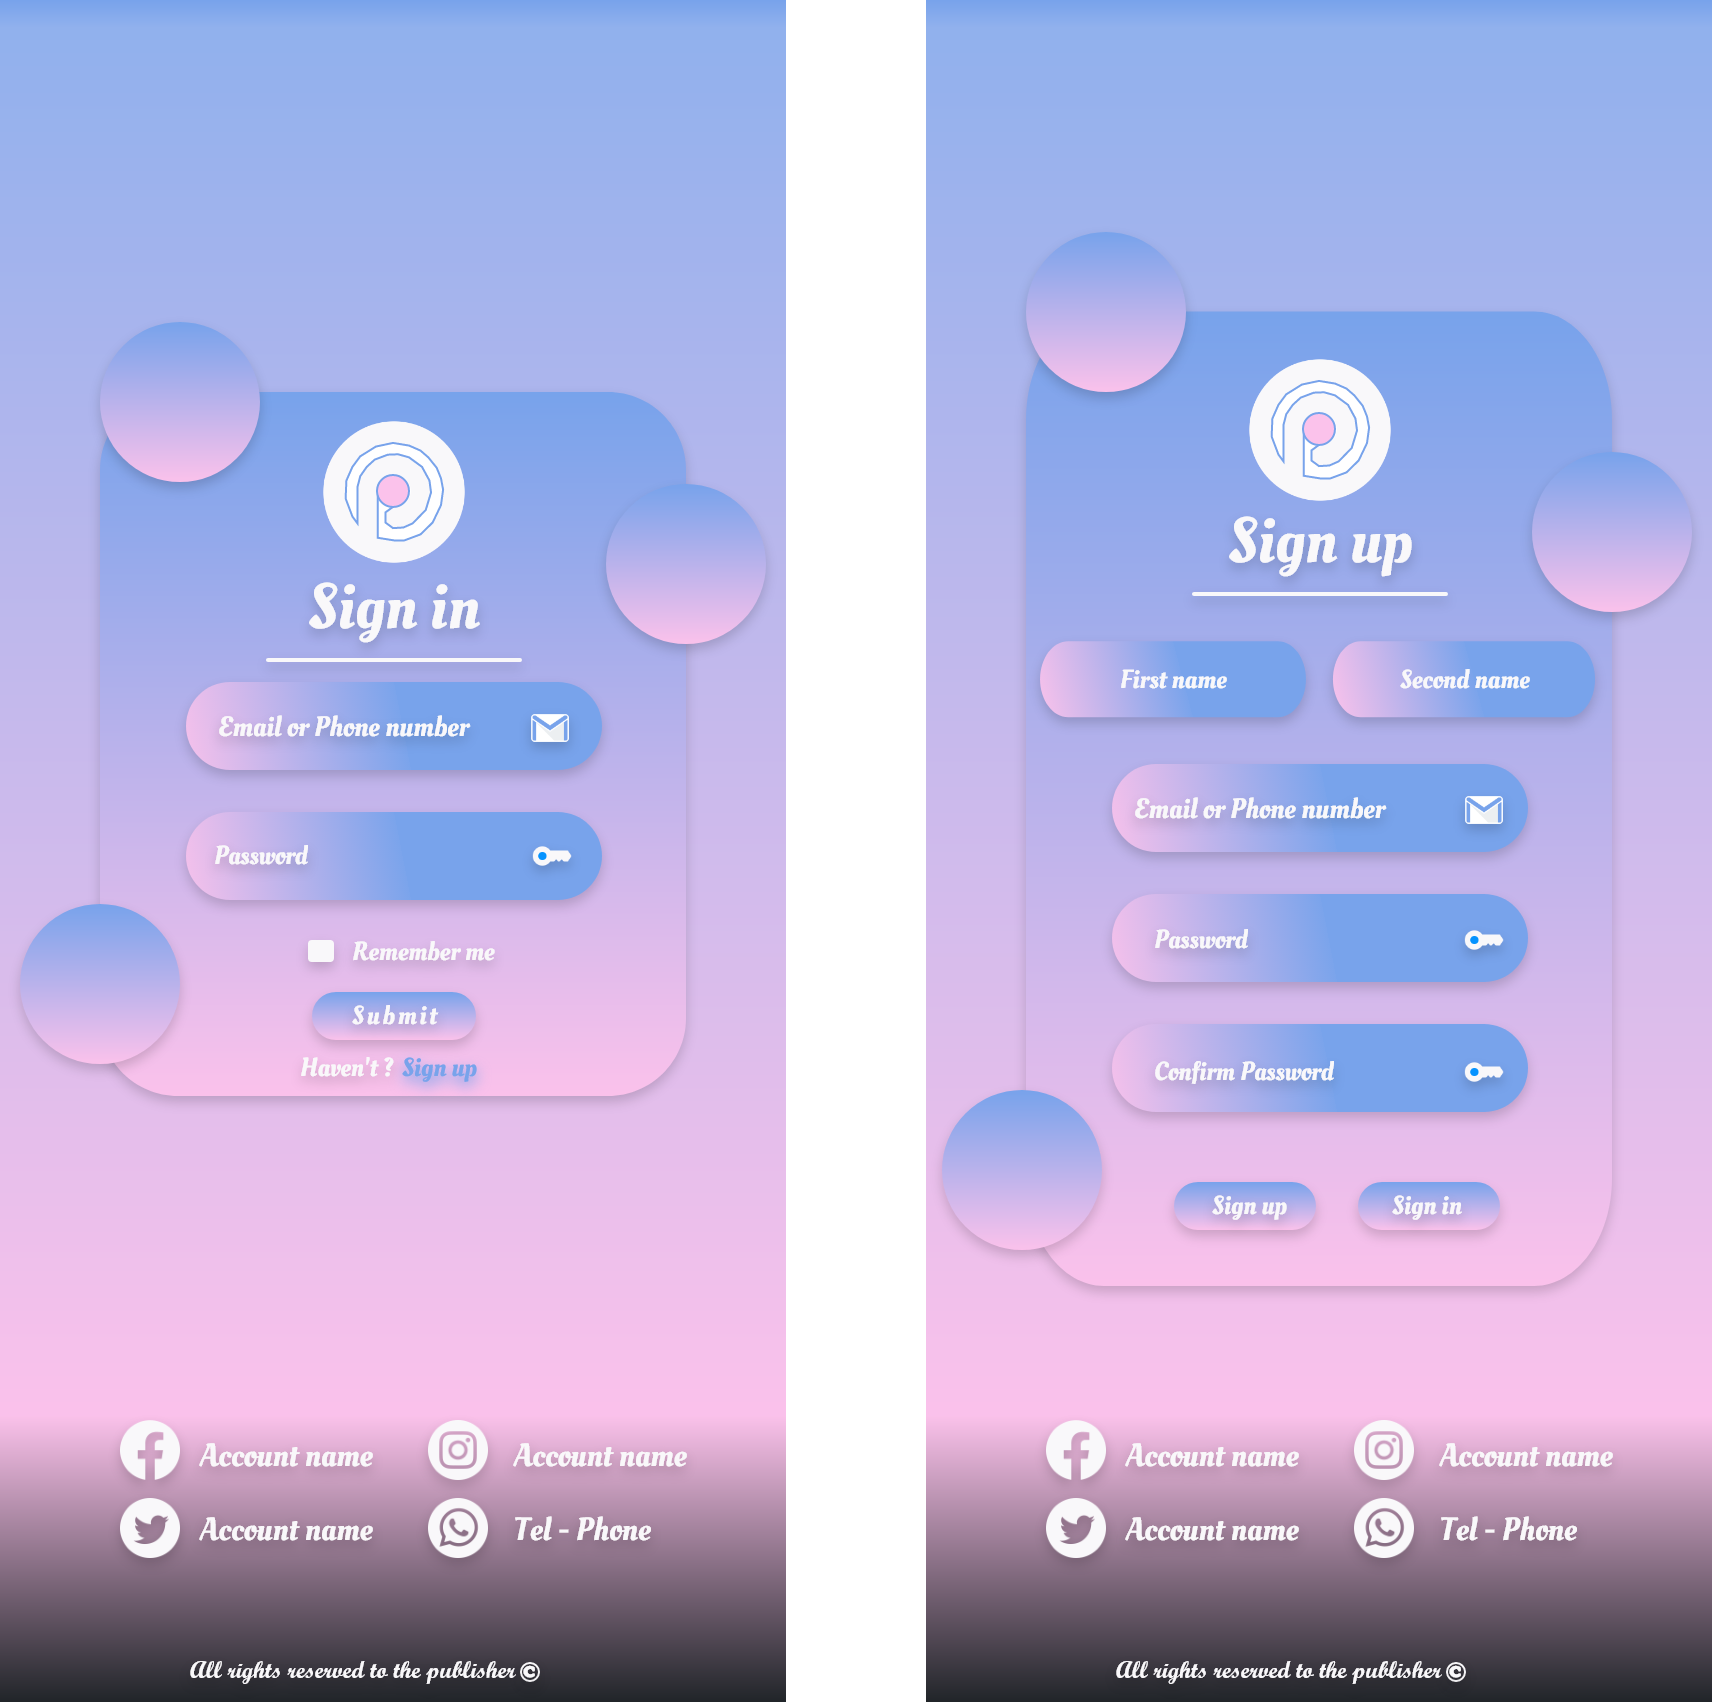 Sign in
Email or Phone number
Password
Remember me
Submit
Haven't ? Sign up
Account name
Account name
Account name
Tel - Phone
All rights reserved to the publisher ©
Sign up
First name
Second name
Email or Phone number
Password
Confirm Password
Sign up
Sign in
Account name
Account name
Account name
Tel - Phone
All rights reserved to the publisher ©